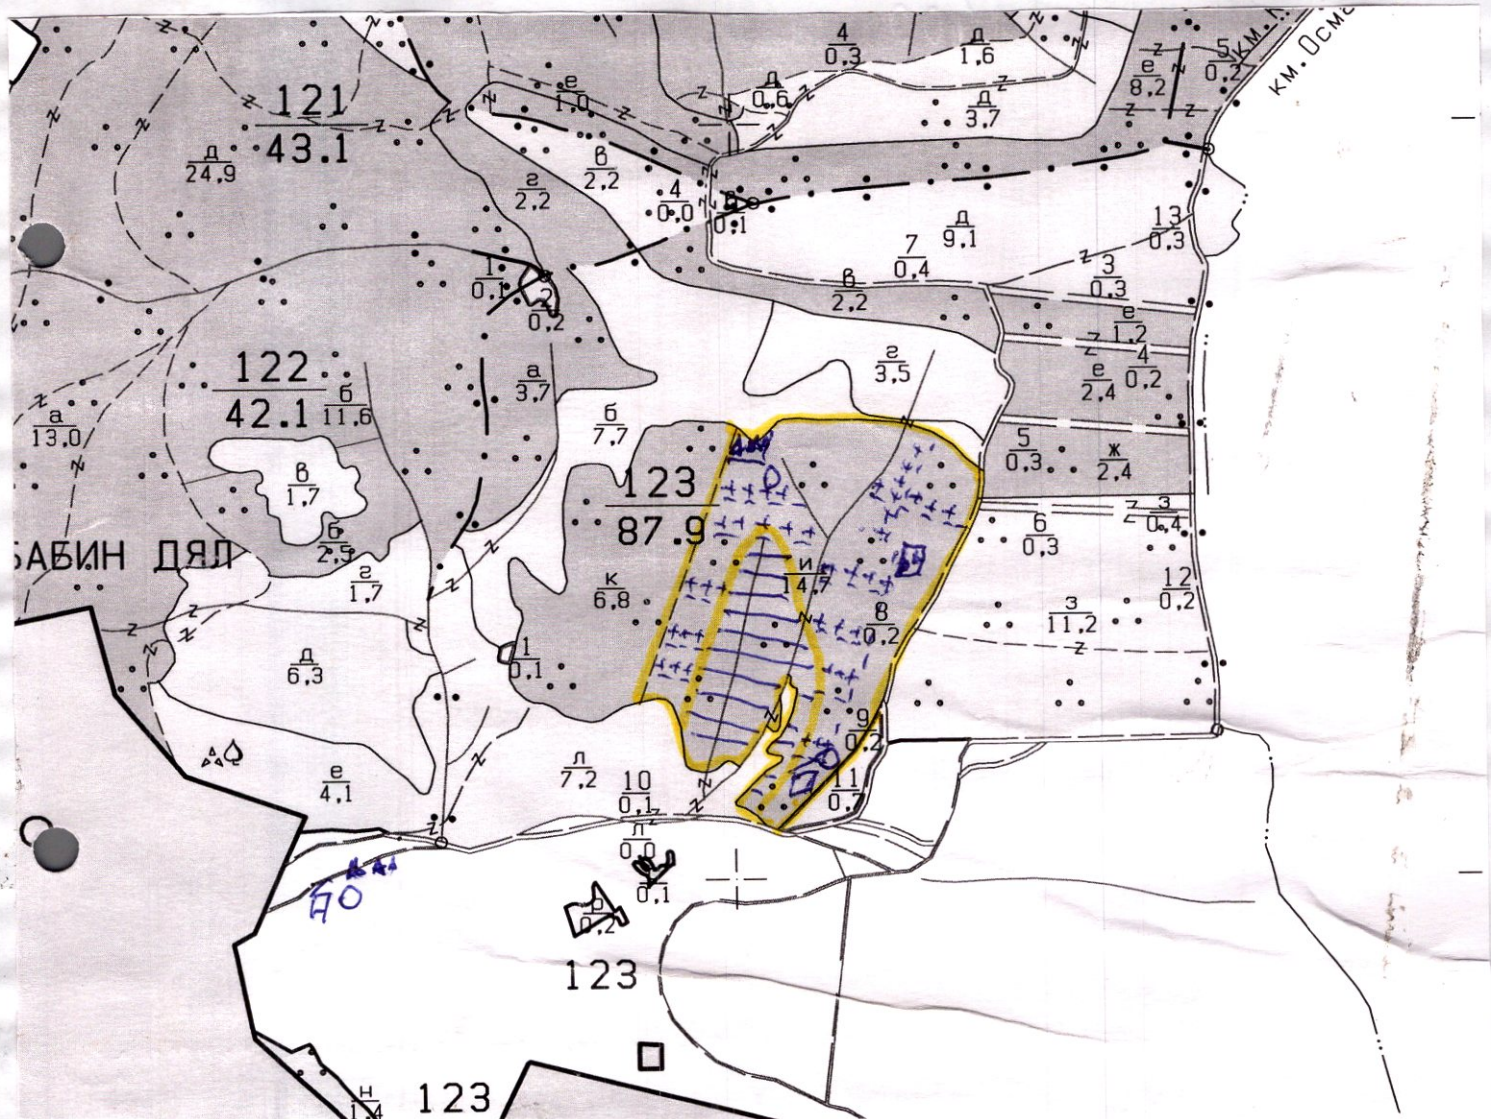 4
0,3
д
1,6
5
0,2
км. К
км. Осмо
е
8,2
121
43.1
е
1,0
д
0,6
д
3,7
д
24,9
в
2,2
г
2,2
4
0,0
0,1
д
9,1
13
0,3
7
0,4
3
0,3
1
0,1
2
0,2
в
2,2
е
1,2
4
0,2
г
3,5
е
2,4
122
42.1
б
11,6
а
3,7
а
13,0
б
7,7
5
0,3
ж
2,4
в
1,7
123
87.9
з
0,4
6
0,3
б
2,5
БАБИН ДЯЛ
г
1,7
к
6,8
и
14,7
8
0,2
12
0,2
з
11,2
1
0,1
д
6,3
9
0,2
е
4,1
л
7,2
10
0,1
11
0,7
л
0,0
0,1
р
0,2
123
н
1,4
123